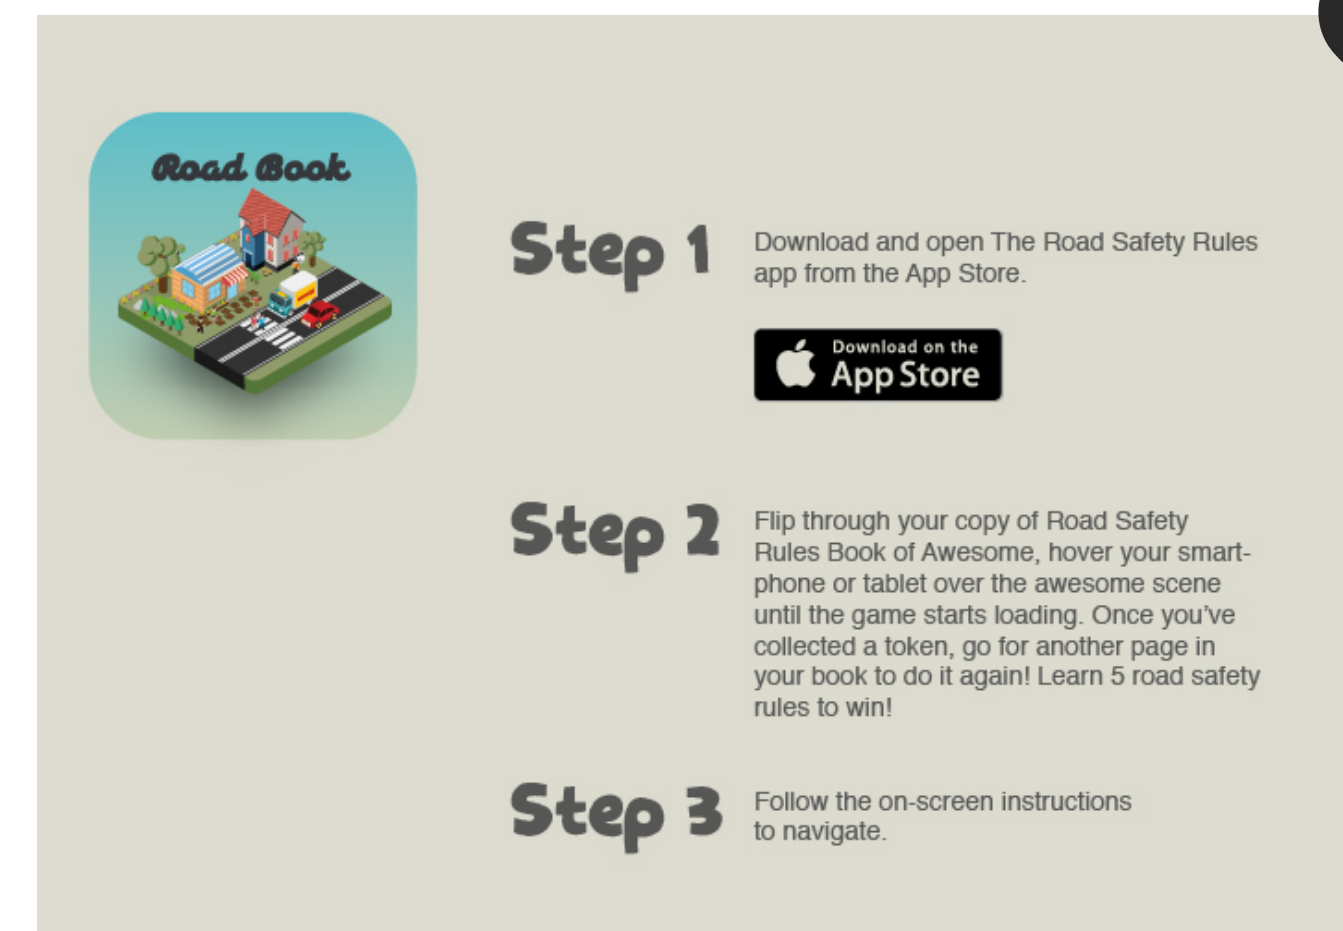 Road Book
Step 1
Download and open The Road Safety Rules
app from the App Store.
Download on the
App Store
Step 2
Flip through your copy of Road Safety
Rules Book of Awesome, hover your smart-
phone or tablet over the awesome scene
until the game starts loading. Once you’ve
collected a token, go for another page in
your book to do it again! Learn 5 road safety
rules to win!
Step 3
Follow the on-screen instructions
to navigate.